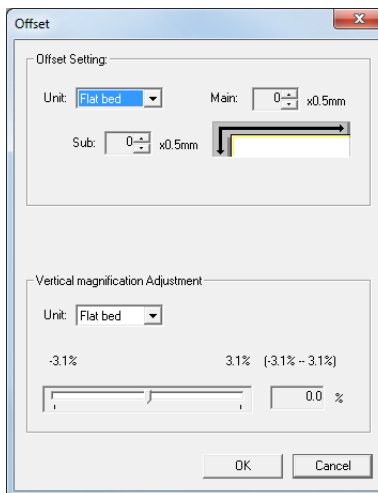 Offset
Offset Setting:
Unit: Flat bed Main: 0 x0.5mm
Sub: 0 x0.5mm
Vertical magnification Adjustment
Unit: Flat bed
-3.1% 3.1% (-3.1% -- 3.1%)
0.0 %
OK Cancel